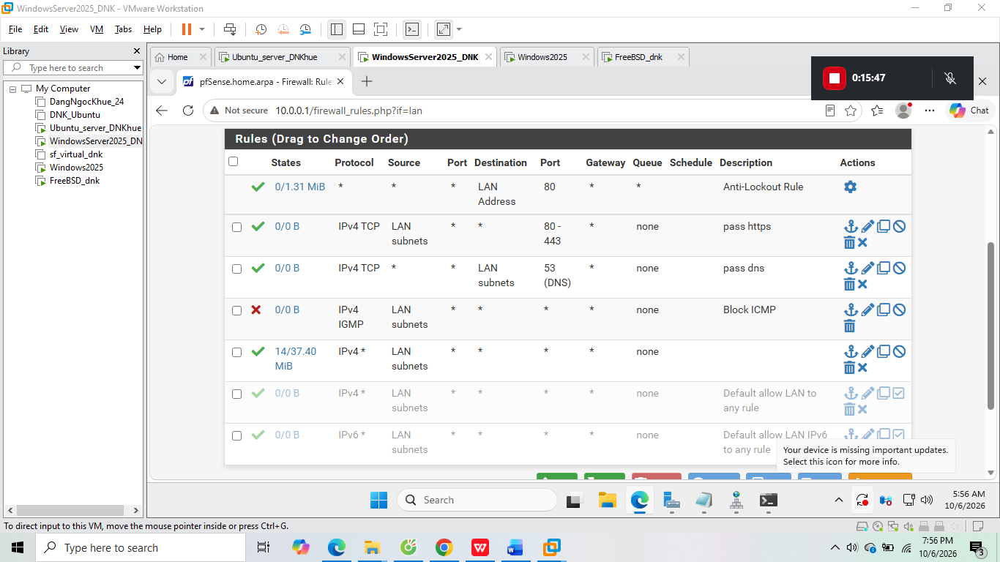 WindowsServer2025_DNK - VMware Workstation
File Edit View VM Tabs Help
Library
Type here to search
My Computer
DangNgocKhue_24
DNK_Ubuntu
Ubuntu_server_DNKhue
WindowsServer2025_DN
sf_virtual_dnk
Windows2025
FreeBSD_dnk
Home Ubuntu_server_DNKhue WindowsServer2025_DNK Windows2025 FreeBSD_dnk
pfSense.home.arpa - Firewall: Rule
0:15:47
Not secure 10.0.0.1/firewall_rules.php?if=lan
Chat
Rules (Drag to Change Order)
States Protocol Source Port Destination Port Gateway Queue Schedule Description Actions
0/1.31 MiB * * * LAN Address 80 * * Anti-Lockout Rule
0/0 B IPv4 TCP LAN subnets * * 80 - 443 * none pass https
0/0 B IPv4 TCP * * LAN subnets 53 (DNS) * none pass dns
0/0 B IPv4 IGMP LAN subnets * * * * none Block ICMP
14/37.40 MiB IPv4 * LAN subnets * * * * none
0/0 B IPv4 * LAN subnets * * * * none Default allow LAN to any rule
0/0 B IPv6 * LAN subnets * * * * none Default allow LAN IPv6 to any rule
Your device is missing important updates.
Select this icon for more info.
Search
5:56 AM
10/6/2026
To direct input to this VM, move the mouse pointer inside or press Ctrl+G.
Type here to search
7:56 PM
10/6/2026
3